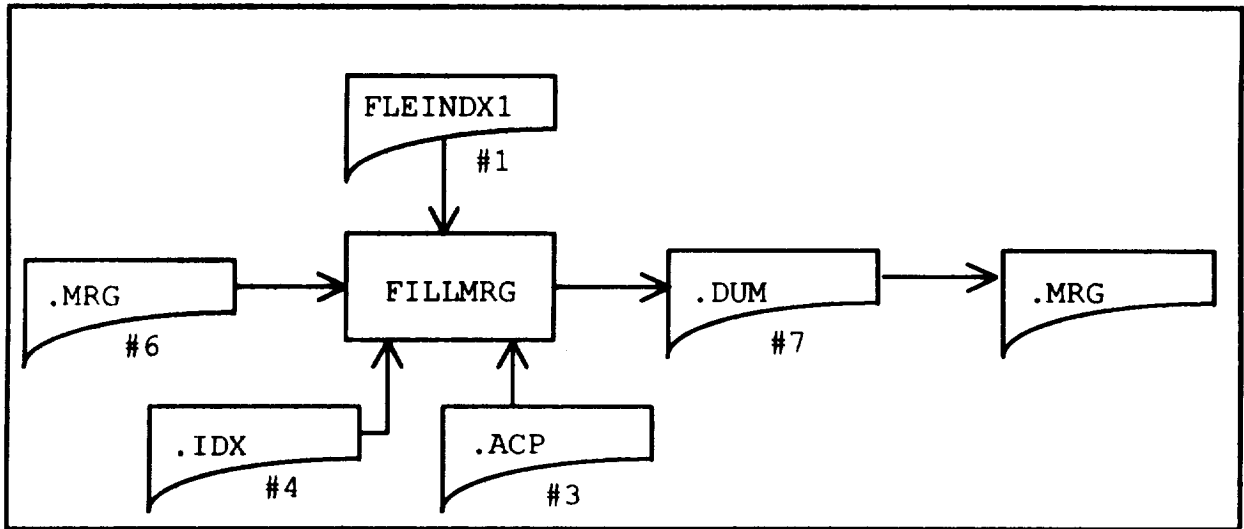 FLEINDX1
#1
.MRG
#6
FILLMRG
.DUM
#7
.MRG
.IDX
#4
.ACP
#3